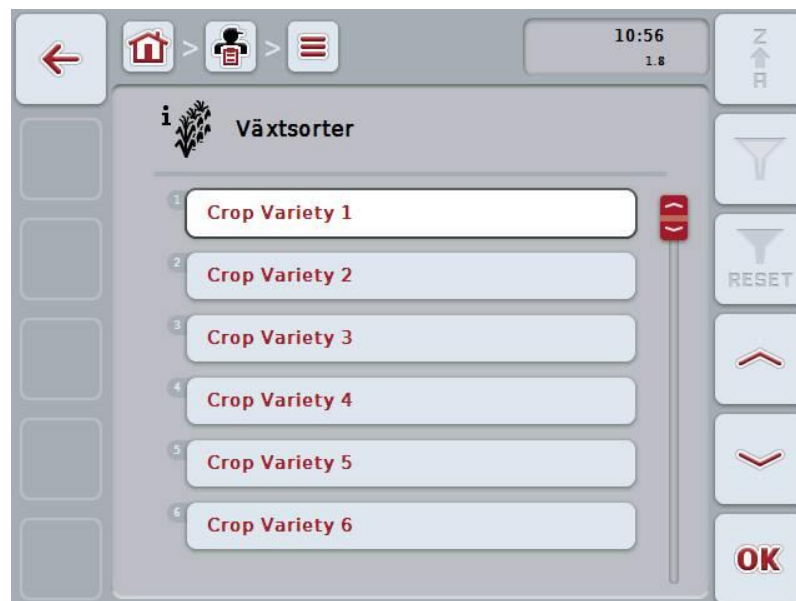 10:56
1.8
Z
A
i
Växtsorter
1
Crop Variety 1
2
Crop Variety 2
RESET
3
Crop Variety 3
4
Crop Variety 4
5
Crop Variety 5
6
Crop Variety 6
OK